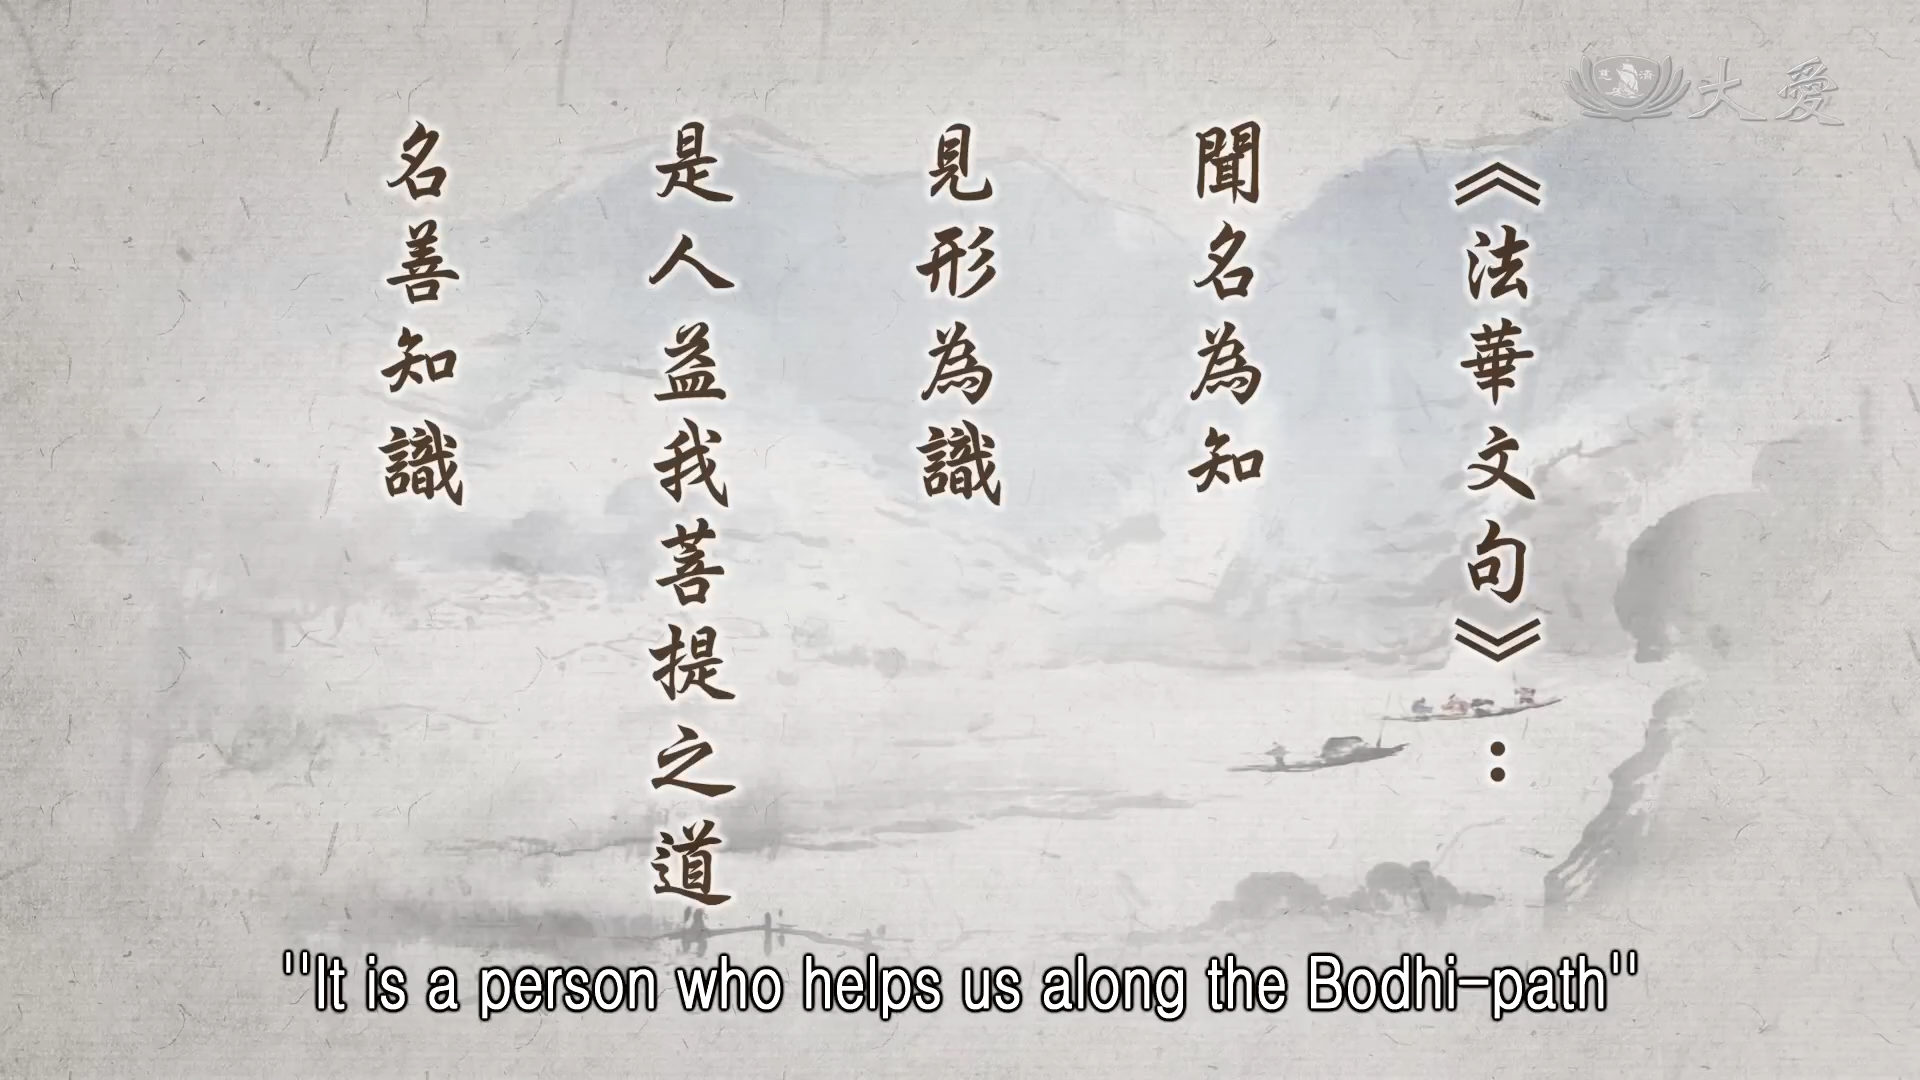 《法華文句》：
聞名為知
見形為識
是人益我菩提之道
名善知識
大愛
"It is a person who helps us along the Bodhi-path"